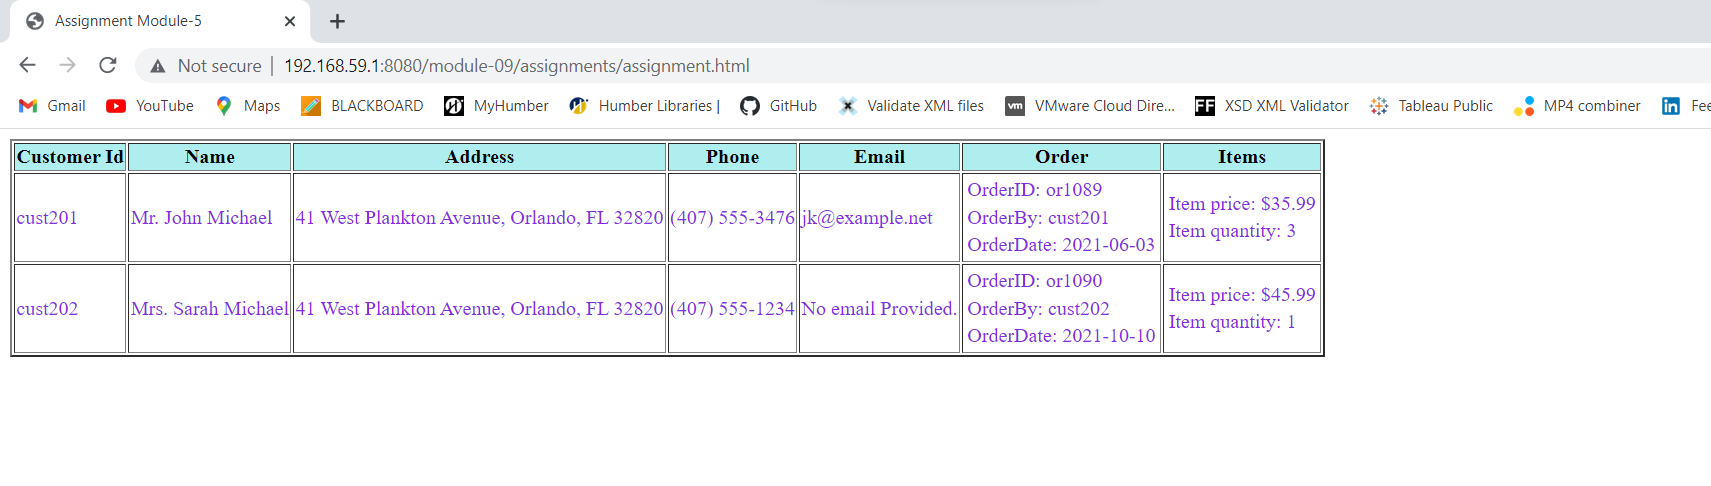 Assignment Module-5
Not secure | 192.168.59.1:8080/module-09/assignments/assignment.html
Gmail YouTube Maps BLACKBOARD MyHumber Humber Libraries | GitHub Validate XML files VMware Cloud Dire... XSD XML Validator Tableau Public MP4 combiner Fee
Customer Id Name Address Phone Email Order Items
cust201 Mr. John Michael 41 West Plankton Avenue, Orlando, FL 32820 (407) 555-3476 jk@example.net
OrderID: or1089
OrderBy: cust201
OrderDate: 2021-06-03
Item price: $35.99
Item quantity: 3
cust202 Mrs. Sarah Michael 41 West Plankton Avenue, Orlando, FL 32820 (407) 555-1234 No email Provided.
OrderID: or1090
OrderBy: cust202
OrderDate: 2021-10-10
Item price: $45.99
Item quantity: 1